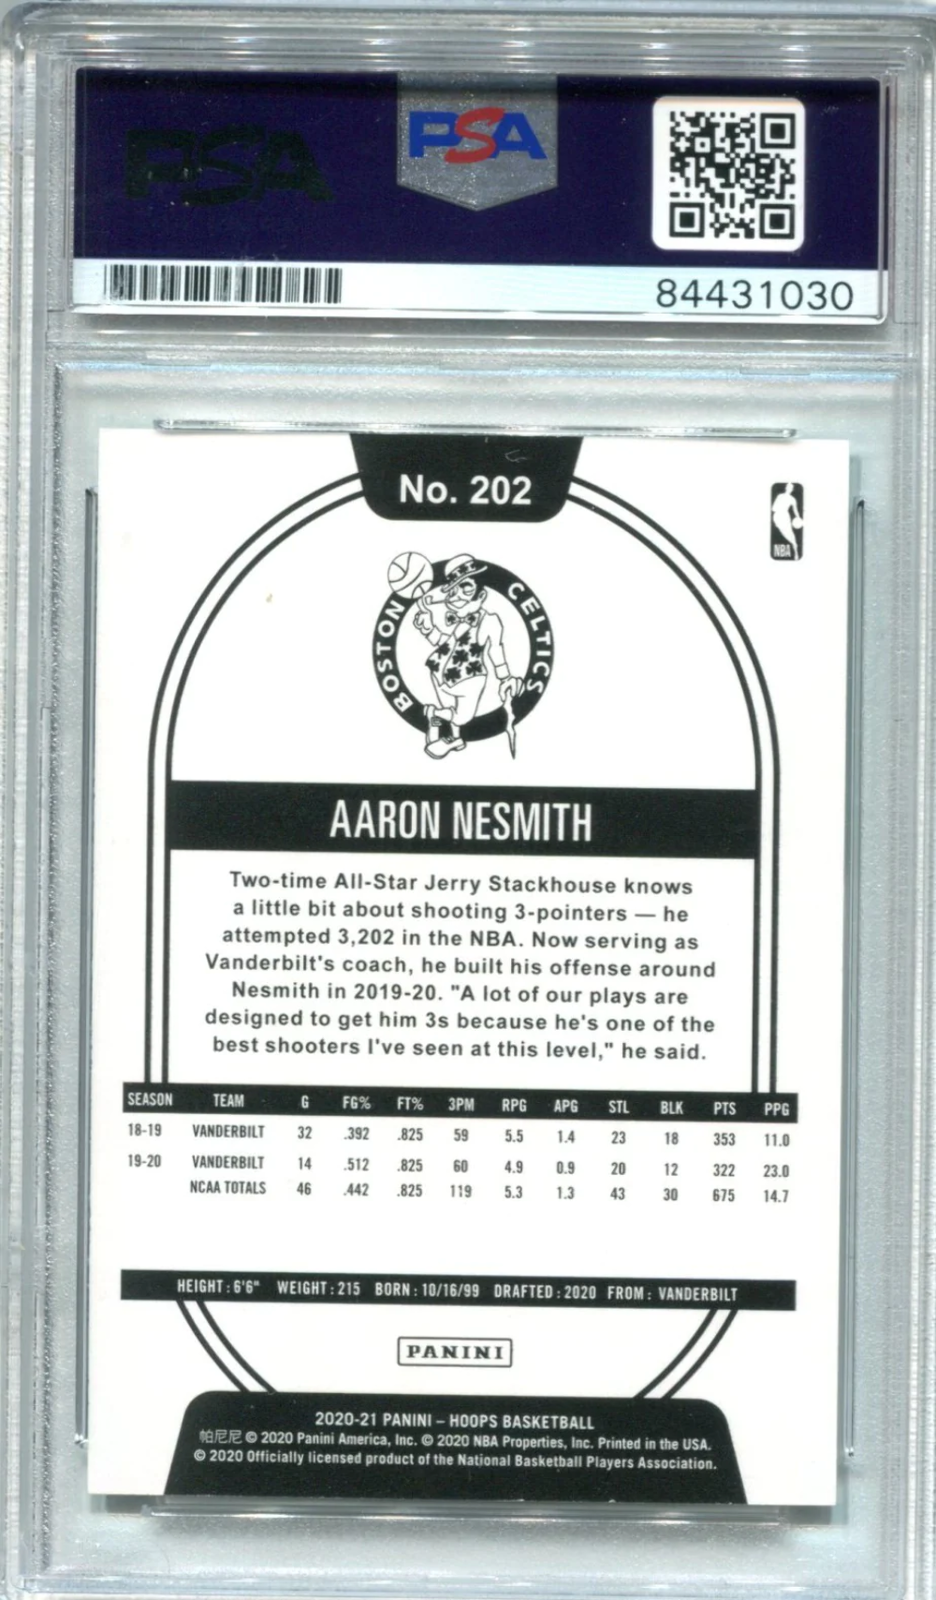 PSA
PSA
84431030
No. 202
NBA
BOSTON CELTICS
AARON NESMITH
Two-time All-Star Jerry Stackhouse knows
a little bit about shooting 3-pointers — he
attempted 3,202 in the NBA. Now serving as
Vanderbilt's coach, he built his offense around
Nesmith in 2019-20. "A lot of our plays are
designed to get him 3s because he's one of the
best shooters I've seen at this level," he said.
SEASON TEAM G FG% FT% 3PM RPG APG STL BLK PTS PPG
18-19 VANDERBILT 32 .392 .825 59 5.5 1.4 23 18 353 11.0
19-20 VANDERBILT 14 .512 .825 60 4.9 0.9 20 12 322 23.0
NCAA TOTALS 46 .442 .825 119 5.3 1.3 43 30 675 14.7
HEIGHT: 6'6" WEIGHT: 215 BORN: 10/16/99 DRAFTED: 2020 FROM: VANDERBILT
PANINI
2020-21 PANINI – HOOPS BASKETBALL
帕尼尼 © 2020 Panini America, Inc. © 2020 NBA Properties, Inc. Printed in the USA.
© 2020 Officially licensed product of the National Basketball Players Association.